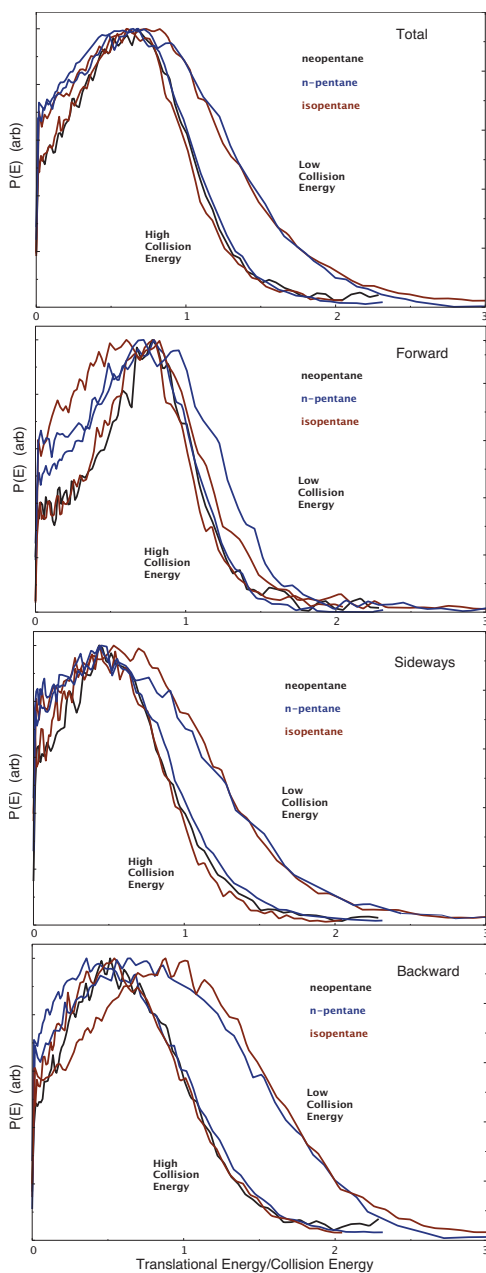 Total
neopentane
n-pentane
isopentane
Low
Collision
Energy
High
Collision
Energy
P(E) (arb)
0
1
2
3
Forward
neopentane
n-pentane
isopentane
Low
Collision
Energy
High
Collision
Energy
P(E) (arb)
0
1
2
3
Sideways
neopentane
n-pentane
isopentane
Low
Collision
Energy
High
Collision
Energy
P(E) (arb)
0
1
2
3
Backward
neopentane
n-pentane
isopentane
Low
Collision Energy
High
Collision
Energy
P(E) (arb)
0
1
2
3
Translational Energy/Collision Energy